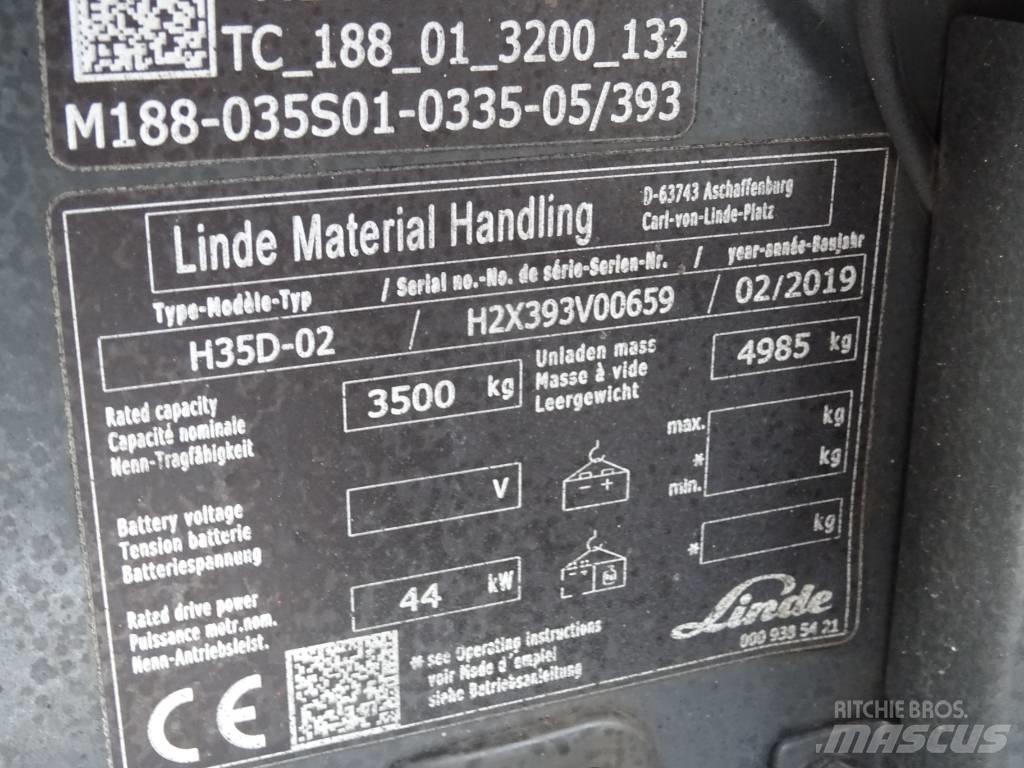 TC_188_01_3200_132
M188-035S01-0335-05/393
Linde Material Handling
D-63743 Aschaffenburg
Carl-von-Linde-Platz
Type-Modèle-Typ / Serial no.-No. de série-Serien-Nr. / year-année-Baujahr
H35D-02 / H2X393V00659 / 02/2019
Rated capacity
Capacité nominale
Nenn-Tragfähigkeit
3500 kg
Unladen mass
Masse à vide
Leergewicht
4985 kg
max. kg
* kg
min.
Battery voltage
Tension batterie
Batteriespannung
V
- +
* kg
Rated drive power
Puissance motr.nom.
Nenn-Antriebsleist.
44 kW
* see Operating instructions
voir Mode d'emploi
siehe Betriebsanleitung
Linde
000 933 54 21
CE
RITCHIE BROS.
MASCUS